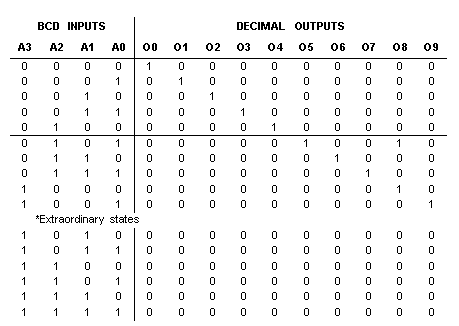 BCD INPUTS DECIMAL OUTPUTS
A3 A2 A1 A0 O0 O1 O2 O3 O4 O5 O6 O7 O8 O9
0 0 0 0 1 0 0 0 0 0 0 0 0 0
0 0 0 1 0 1 0 0 0 0 0 0 0 0
0 0 1 0 0 0 1 0 0 0 0 0 0 0
0 0 1 1 0 0 0 1 0 0 0 0 0 0
0 1 0 0 0 0 0 0 1 0 0 0 0 0
0 1 0 1 0 0 0 0 0 1 0 0 1 0
0 1 1 0 0 0 0 0 0 0 1 0 0 0
0 1 1 1 0 0 0 0 0 0 0 1 0 0
1 0 0 0 0 0 0 0 0 0 0 0 1 0
1 0 0 1 0 0 0 0 0 0 0 0 0 1
*Extraordinary states
1 0 1 0 0 0 0 0 0 0 0 0 0 0
1 0 1 1 0 0 0 0 0 0 0 0 0 0
1 1 0 0 0 0 0 0 0 0 0 0 0 0
1 1 0 1 0 0 0 0 0 0 0 0 0 0
1 1 1 0 0 0 0 0 0 0 0 0 0 0
1 1 1 1 0 0 0 0 0 0 0 0 0 0